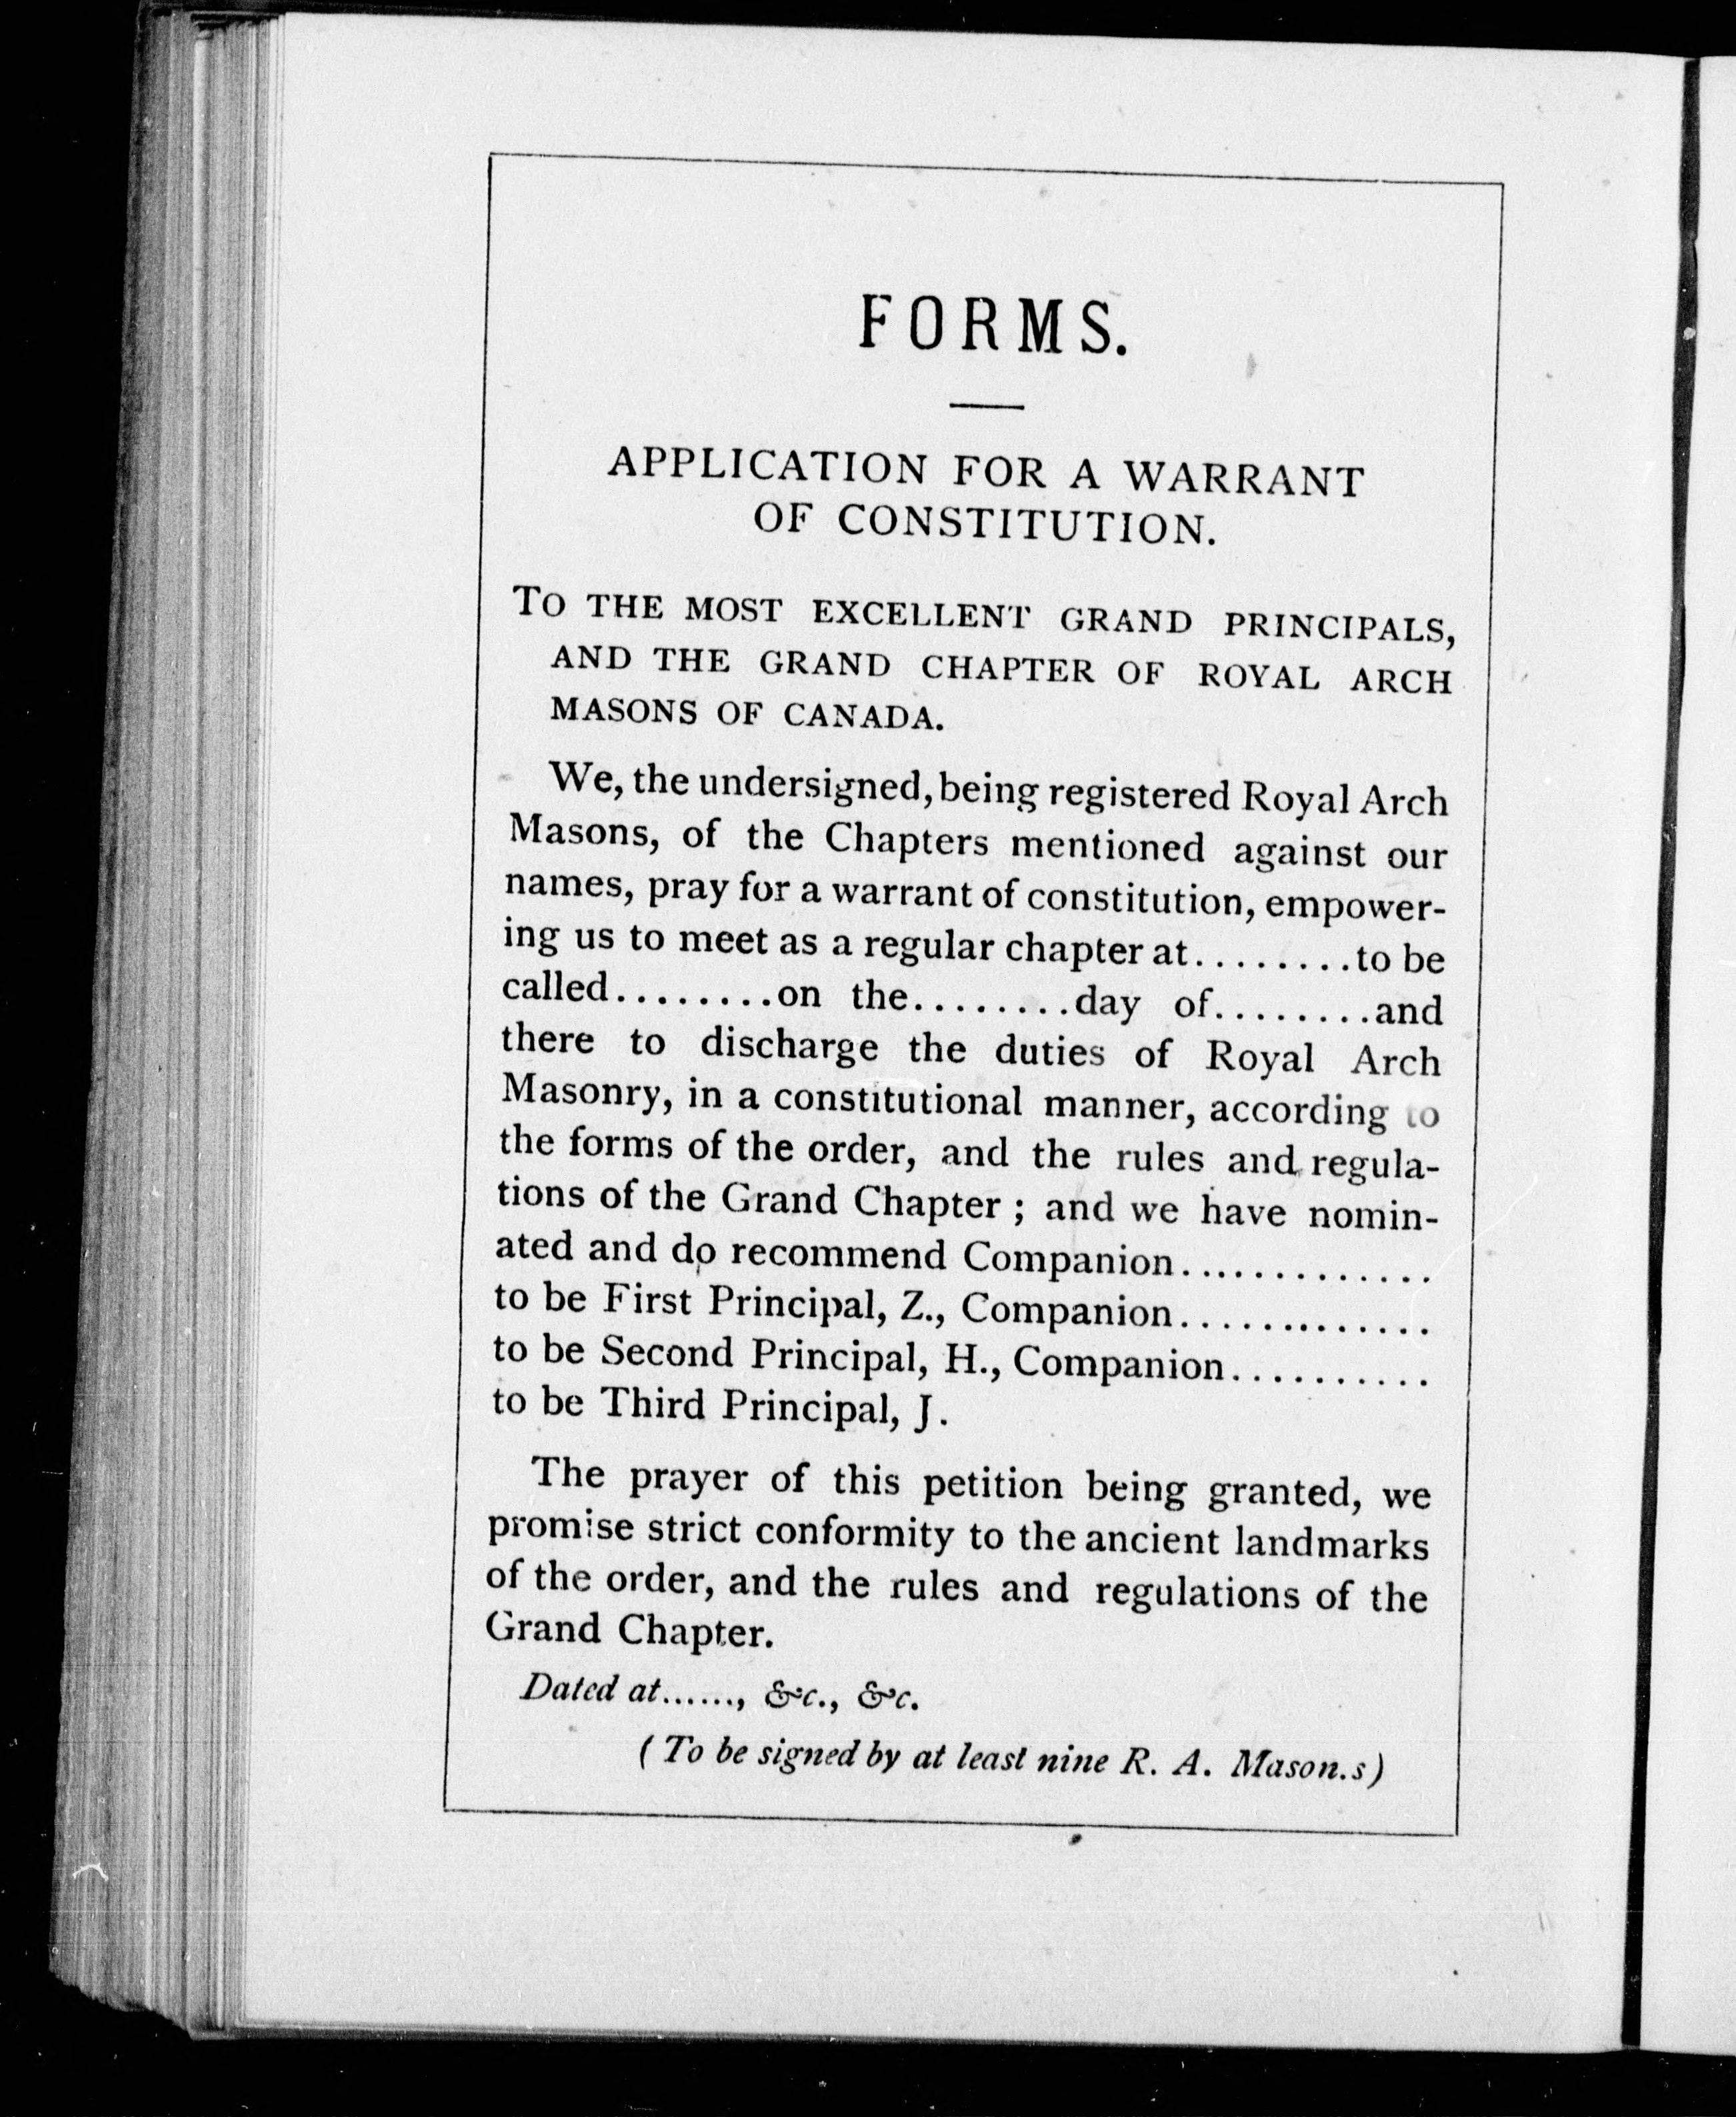 FORMS.
APPLICATION FOR A WARRANT
OF CONSTITUTION.
TO THE MOST EXCELLENT GRAND PRINCIPALS,
AND THE GRAND CHAPTER OF ROYAL ARCH
MASONS OF CANADA.
We, the undersigned, being registered Royal Arch
Masons, of the Chapters mentioned against our
names, pray for a warrant of constitution, empower-
ing us to meet as a regular chapter at........to be
called........on the........day of........and
there to discharge the duties of Royal Arch
Masonry, in a constitutional manner, according to
the forms of the order, and the rules and regula-
tions of the Grand Chapter ; and we have nomin-
ated and do recommend Companion.............
to be First Principal, Z., Companion.............
to be Second Principal, H., Companion..........
to be Third Principal, J.
The prayer of this petition being granted, we
promise strict conformity to the ancient landmarks
of the order, and the rules and regulations of the
Grand Chapter.
Dated at......, &c., &c.
( To be signed by at least nine R. A. Mason.s)